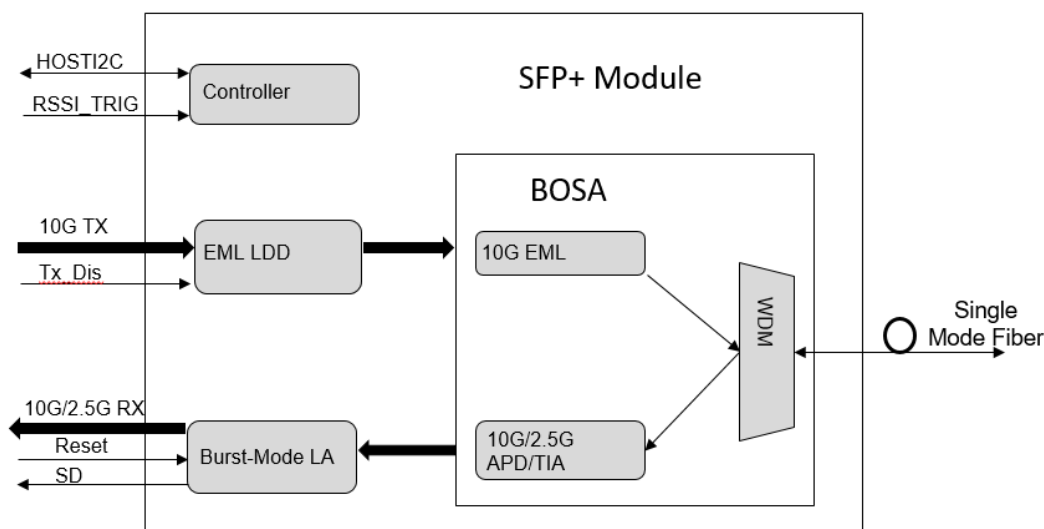 HOSTI2C
Controller
RSSI_TRIG
SFP+ Module
BOSA
10G TX
EML LDD
Tx_Dis
10G EML
WDM
Single
Mode Fiber
10G/2.5G RX
Reset
Burst-Mode LA
SD
10G/2.5G
APD/TIA